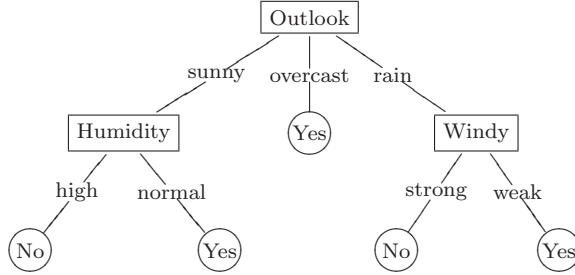 Outlook
sunny overcast rain
Humidity Yes Windy
high normal strong weak
No Yes No Yes